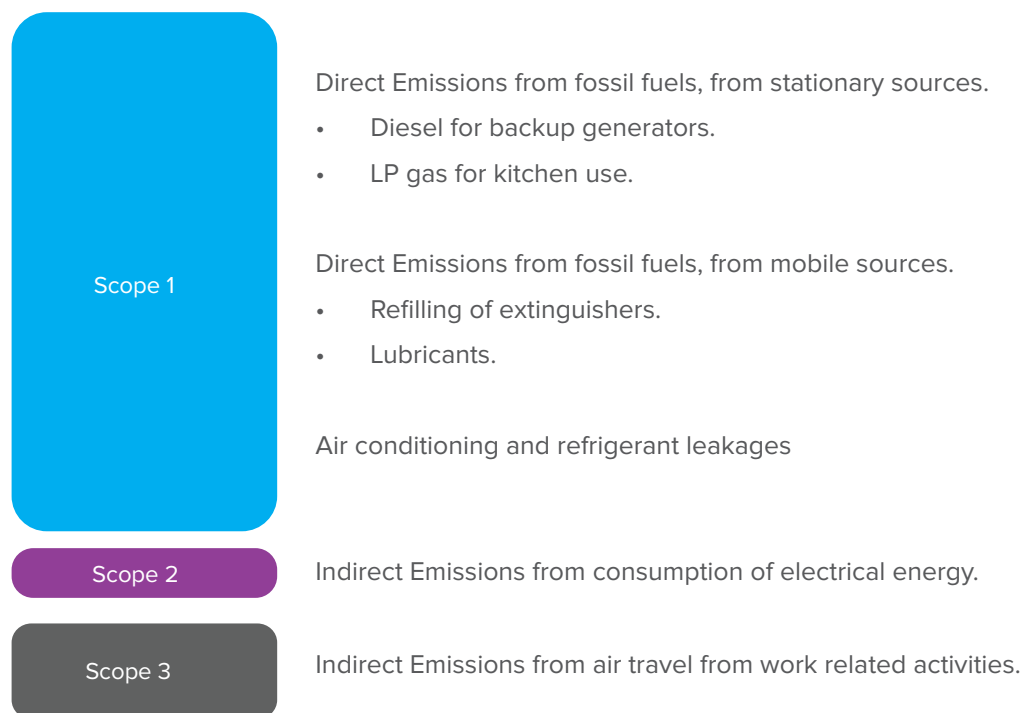 Scope 1
Direct Emissions from fossil fuels, from stationary sources.
• Diesel for backup generators.
• LP gas for kitchen use.
Direct Emissions from fossil fuels, from mobile sources.
• Refilling of extinguishers.
• Lubricants.
Air conditioning and refrigerant leakages
Scope 2
Indirect Emissions from consumption of electrical energy.
Scope 3
Indirect Emissions from air travel from work related activities.